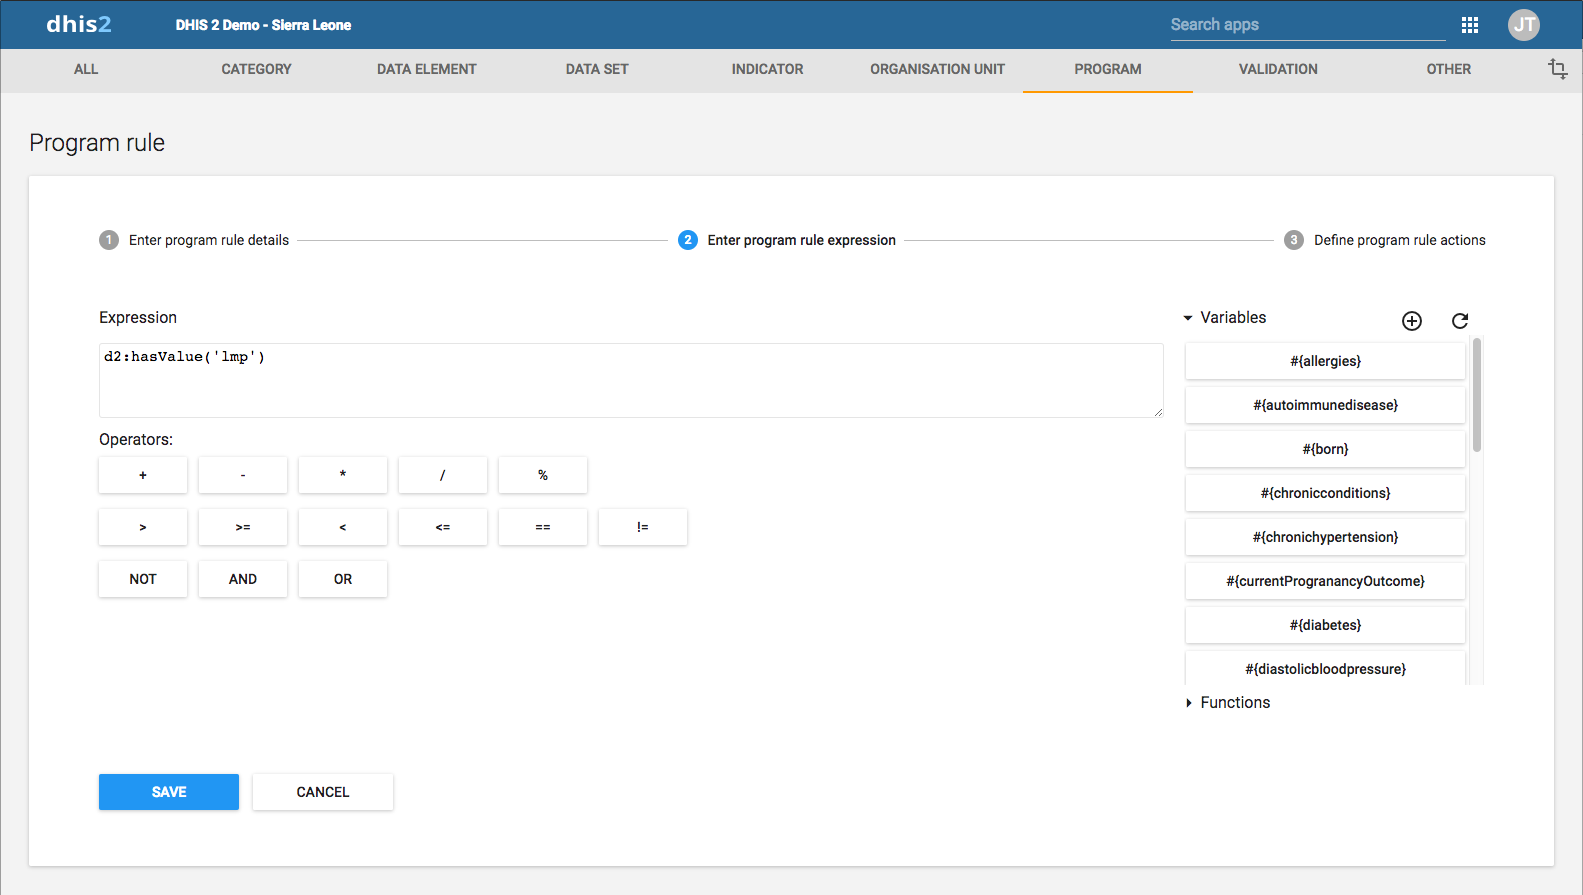 dhis2 DHIS 2 Demo - Sierra Leone Search apps JT
ALL CATEGORY DATA ELEMENT DATA SET INDICATOR ORGANISATION UNIT PROGRAM VALIDATION OTHER
Program rule
1 Enter program rule details 2 Enter program rule expression 3 Define program rule actions
Expression
d2:hasValue('lmp')
Operators:
+ - * / %
> >= < <= == !=
NOT AND OR
Variables
#{allergies}
#{autoimmunedisease}
#{born}
#{chronicconditions}
#{chronichypertension}
#{currentProgranancyOutcome}
#{diabetes}
#{diastolicbloodpressure}
Functions
SAVE CANCEL